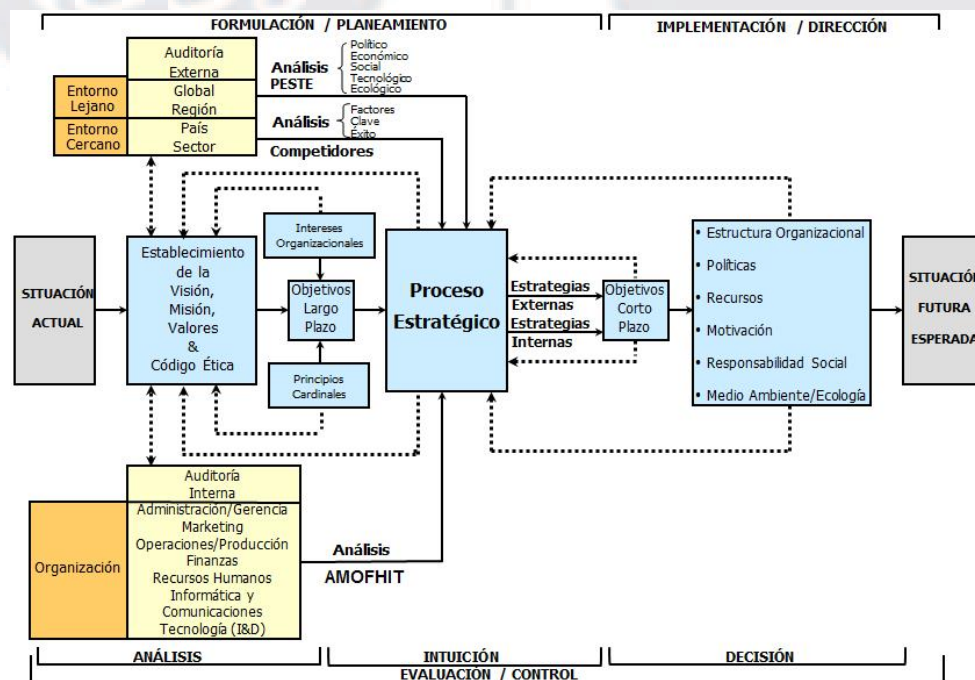 FORMULACIÓN / PLANEAMIENTO
IMPLEMENTACIÓN / DIRECCIÓN
Auditoría
Externa
Entorno
Lejano
Global
Región
Entorno
Cercano
País
Sector
Análisis
PESTE
Político
Económico
Social
Tecnológico
Ecológico
Análisis
Competidores
Factores
Clave
Éxito
SITUACIÓN
ACTUAL
Establecimiento
de la
Visión,
Misión,
Valores
&
Código Ética
Intereses
Organizacionales
Objetivos
Largo
Plazo
Principios
Cardinales
Proceso
Estratégico
Estrategias
Externas
Estrategias
Internas
Objetivos
Corto
Plazo
• Estructura Organizacional
• Políticas
• Recursos
• Motivación
• Responsabilidad Social
• Medio Ambiente/Ecología
SITUACIÓN
FUTURA
ESPERADA
Auditoría
Interna
Organización
Administración/Gerencia
Marketing
Operaciones/Producción
Finanzas
Recursos Humanos
Informática y
Comunicaciones
Tecnología (I&D)
Análisis
AMOFHIT
ANÁLISIS
INTUICIÓN
DECISIÓN
EVALUACIÓN / CONTROL